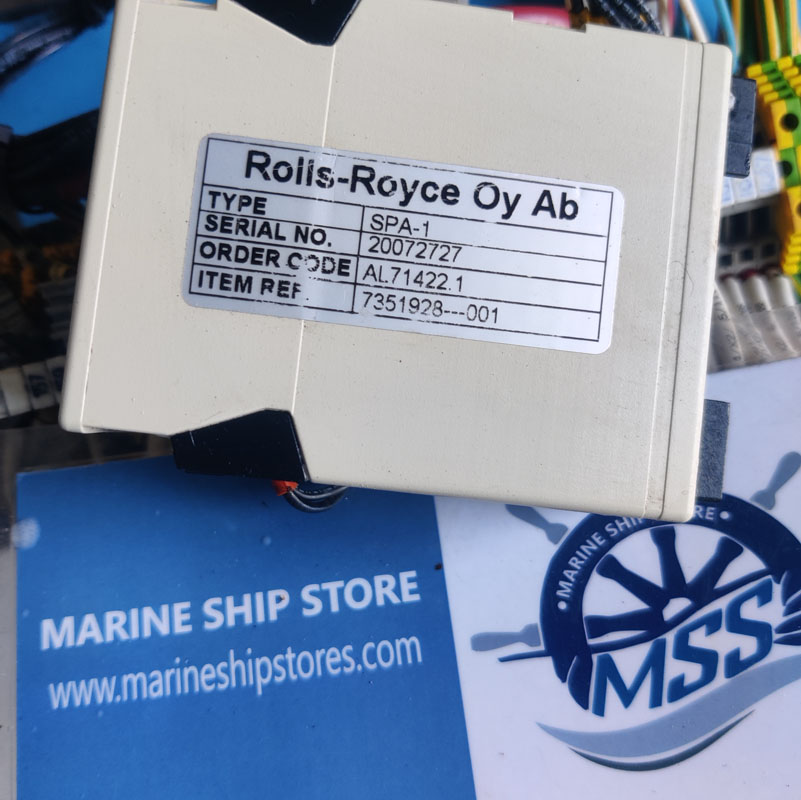 Rolls-Royce Oy Ab
TYPE SPA-1
SERIAL NO. 20072727
ORDER CODE AL71422.1
ITEM REF 7351928---001
MARINE SHIP STORE
www.marineshipstores.com
• MARINE SHIP STORE •
MSS